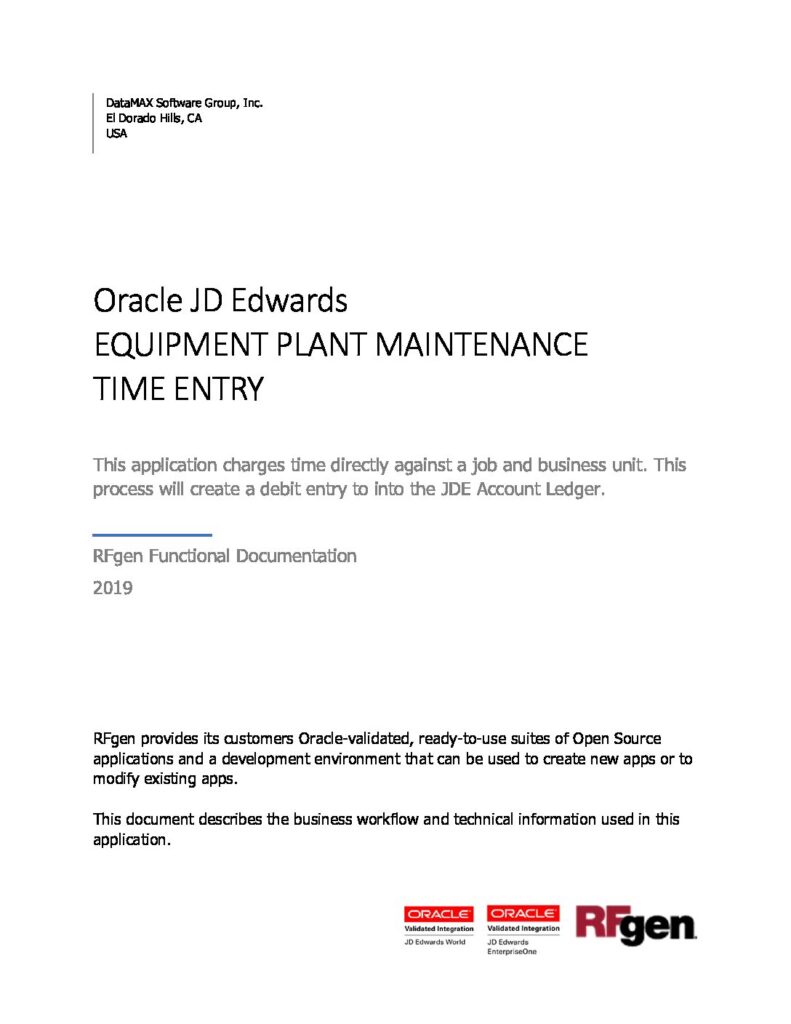 DataMAX Software Group, Inc.
El Dorado Hills, CA
USA
Oracle JD Edwards
EQUIPMENT PLANT MAINTENANCE
TIME ENTRY
This application charges time directly against a job and business unit. This
process will create a debit entry to into the JDE Account Ledger.
RFgen Functional Documentation
2019
RFgen provides its customers Oracle-validated, ready-to-use suites of Open Source
applications and a development environment that can be used to create new apps or to
modify existing apps.
This document describes the business workflow and technical information used in this
application.
ORACLE
Validated Integration
JD Edwards World
ORACLE
Validated Integration
JD Edwards
EnterpriseOne
RFgen